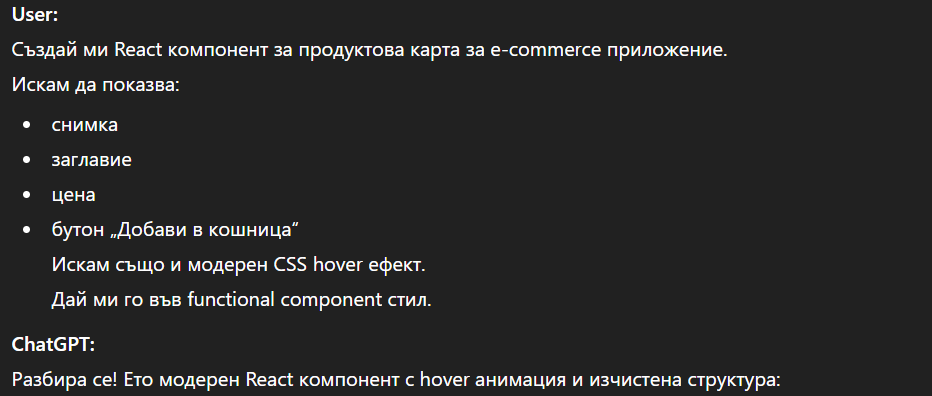 User:
Създай ми React компонент за продуктова карта за e-commerce приложение.
Искам да показва:
• снимка
• заглавие
• цена
• бутон „Добави в кошница“
Искам също и модерен CSS hover ефект.
Дай ми го във functional component стил.
ChatGPT:
Разбира се! Ето модерен React компонент с hover анимация и изчистена структура: